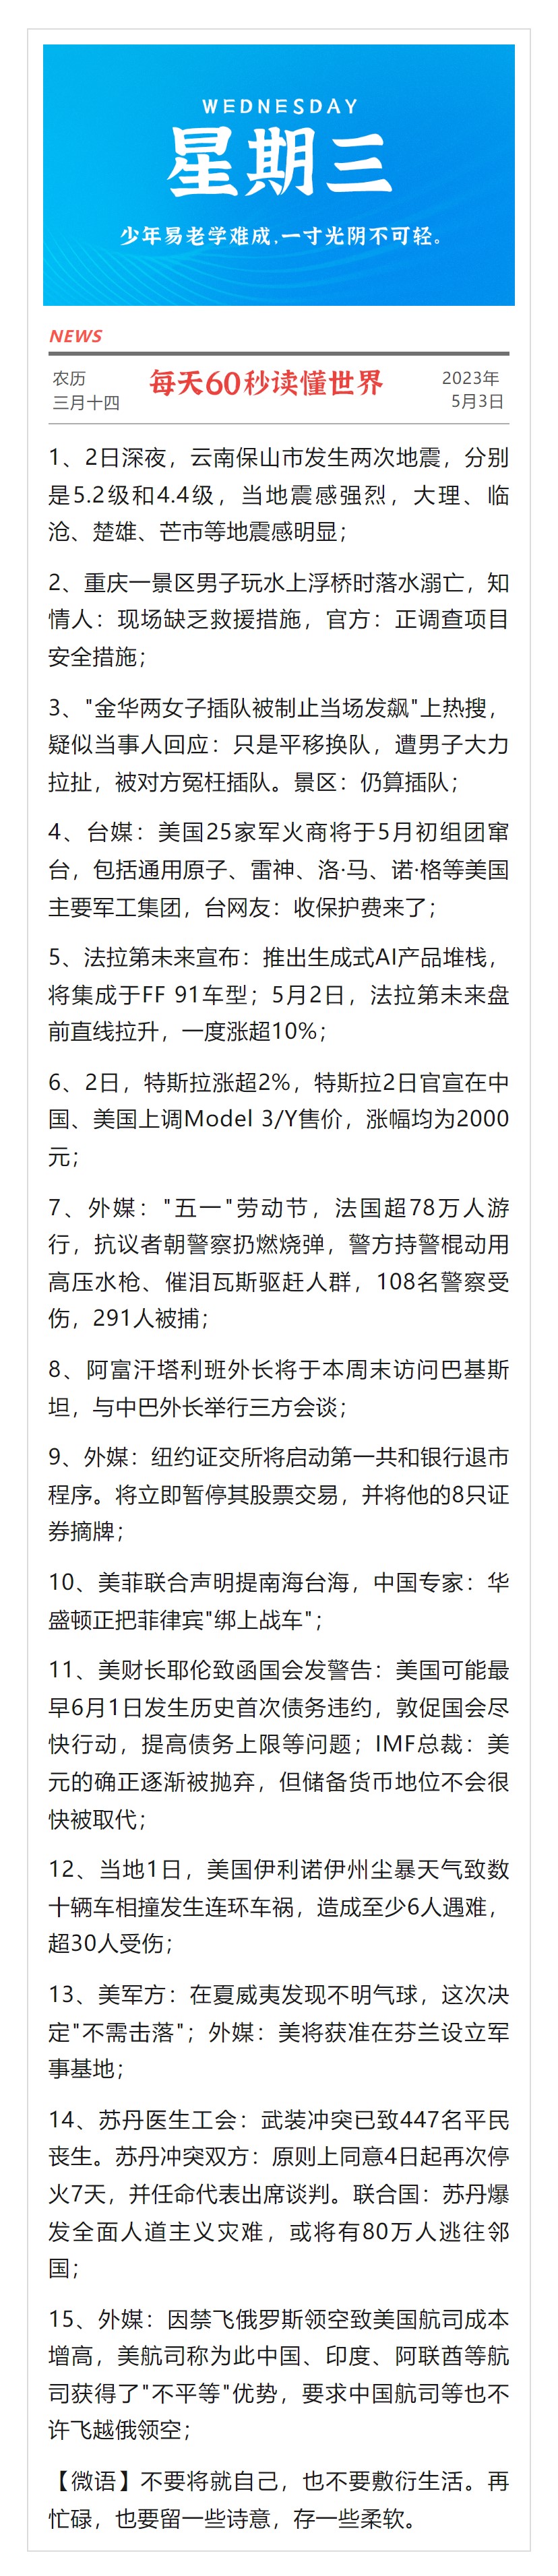 WEDNESDAY
星期三
少年易老学难成,一寸光阴不可轻。
NEWS
农历
三月十四
每天60秒读懂世界
2023年
5月3日
1、2日深夜，云南保山市发生两次地震，分别
是5.2级和4.4级，当地震感强烈，大理、临
沧、楚雄、芒市等地震感明显；
2、重庆一景区男子玩水上浮桥时落水溺亡，知
情人：现场缺乏救援措施，官方：正调查项目
安全措施；
3、"金华两女子插队被制止当场发飙"上热搜，
疑似当事人回应：只是平移换队，遭男子大力
拉扯，被对方冤枉插队。景区：仍算插队；
4、台媒：美国25家军火商将于5月初组团窜
台，包括通用原子、雷神、洛·马、诺·格等美国
主要军工集团，台网友：收保护费来了；
5、法拉第未来宣布：推出生成式AI产品堆栈，
将集成于FF 91车型；5月2日，法拉第未来盘
前直线拉升，一度涨超10%；
6、2日，特斯拉涨超2%，特斯拉2日官宣在中
国、美国上调Model 3/Y售价，涨幅均为2000
元；
7、外媒："五一"劳动节，法国超78万人游
行，抗议者朝警察扔燃烧弹，警方持警棍动用
高压水枪、催泪瓦斯驱赶人群，108名警察受
伤，291人被捕；
8、阿富汗塔利班外长将于本周末访问巴基斯
坦，与中巴外长举行三方会谈；
9、外媒：纽约证交所将启动第一共和银行退市
程序。将立即暂停其股票交易，并将他的8只证
券摘牌；
10、美菲联合声明提南海台海，中国专家：华
盛顿正把菲律宾"绑上战车"；
11、美财长耶伦致函国会发警告：美国可能最
早6月1日发生历史首次债务违约，敦促国会尽
快行动，提高债务上限等问题；IMF总裁：美
元的确正逐渐被抛弃，但储备货币地位不会很
快被取代；
12、当地1日，美国伊利诺伊州尘暴天气致数
十辆车相撞发生连环车祸，造成至少6人遇难，
超30人受伤；
13、美军方：在夏威夷发现不明气球，这次决
定"不需击落"；外媒：美将获准在芬兰设立军
事基地；
14、苏丹医生工会：武装冲突已致447名平民
丧生。苏丹冲突双方：原则上同意4日起再次停
火7天，并任命代表出席谈判。联合国：苏丹爆
发全面人道主义灾难，或将有80万人逃往邻
国；
15、外媒：因禁飞俄罗斯领空致美国航司成本
增高，美航司称为此中国、印度、阿联酋等航
司获得了"不平等"优势，要求中国航司等也不
许飞越俄领空；
【微语】不要将就自己，也不要敷衍生活。再
忙碌，也要留一些诗意，存一些柔软。